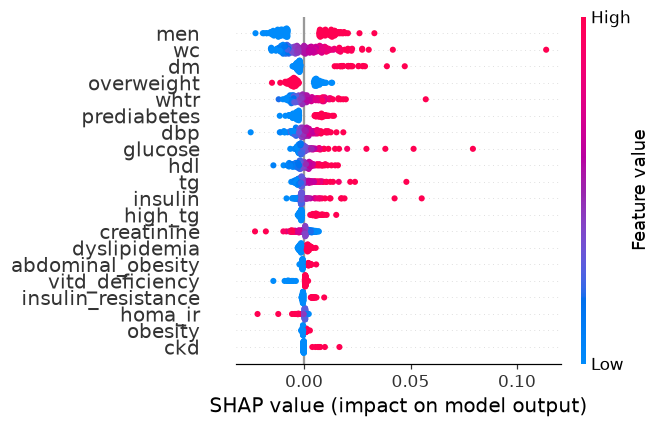 High
men
wc
dm
overweight
whtr
prediabetes
dbp
glucose
hdl
tg
insulin
high_tg
creatinine
dyslipidemia
abdominal_obesity
vitd_deficiency
insulin_resistance
homa_ir
obesity
ckd
Feature value
Low
0.00 0.05 0.10
SHAP value (impact on model output)